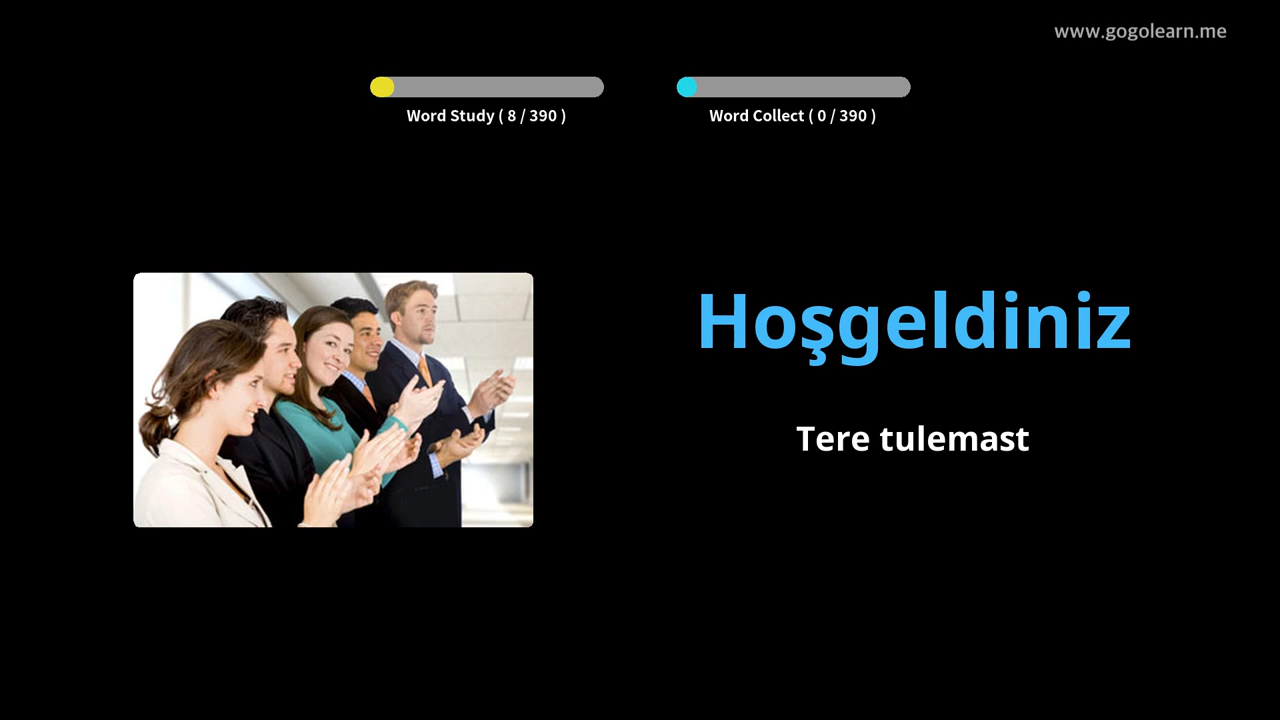 www.gogolearn.me
Word Study ( 8 / 390 )
Word Collect ( 0 / 390 )
Hoşgeldiniz
Tere tulemast